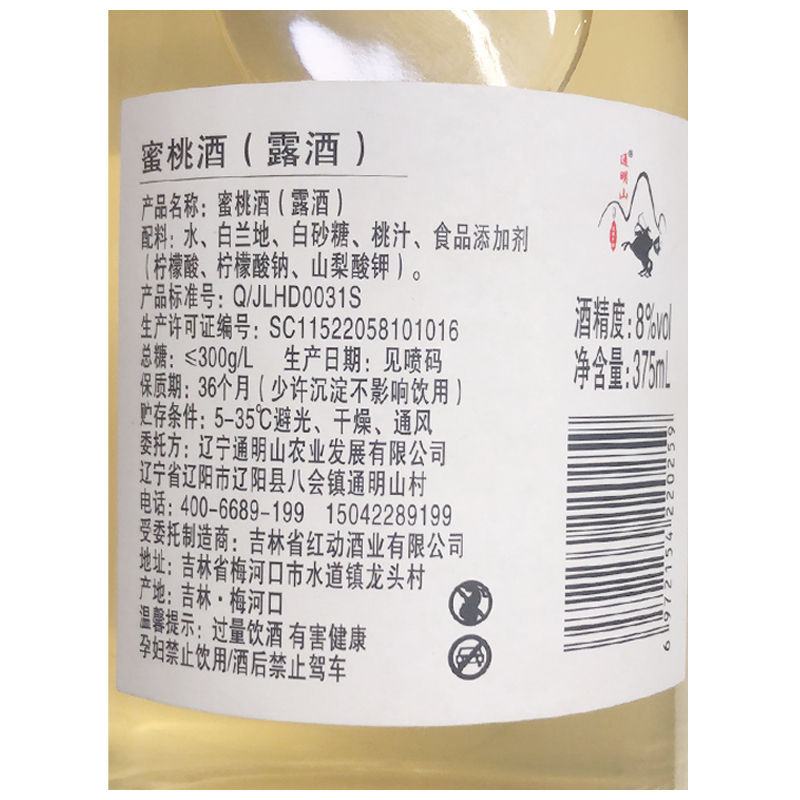 蜜桃酒（露酒）
产品名称：蜜桃酒（露酒）
配料：水、白兰地、白砂糖、桃汁、食品添加剂
（柠檬酸、柠檬酸钠、山梨酸钾）。
产品标准号：Q/JLHD0031S
生产许可证编号：SC11522058101016
总糖：≤300g/L 生产日期：见喷码
保质期：36个月（少许沉淀不影响饮用）
贮存条件：5-35℃避光、干燥、通风
委托方：辽宁通明山农业发展有限公司
辽宁省辽阳市辽阳县八会镇通明山村
电话：400-6689-199 15042289199
受委托制造商：吉林省红动酒业有限公司
地址：吉林省梅河口市水道镇龙头村
产地：吉林·梅河口
温馨提示：过量饮酒 有害健康
孕妇禁止饮用/酒后禁止驾车
通明山
酒精度：8%vol
净含量：375mL
6972154220259